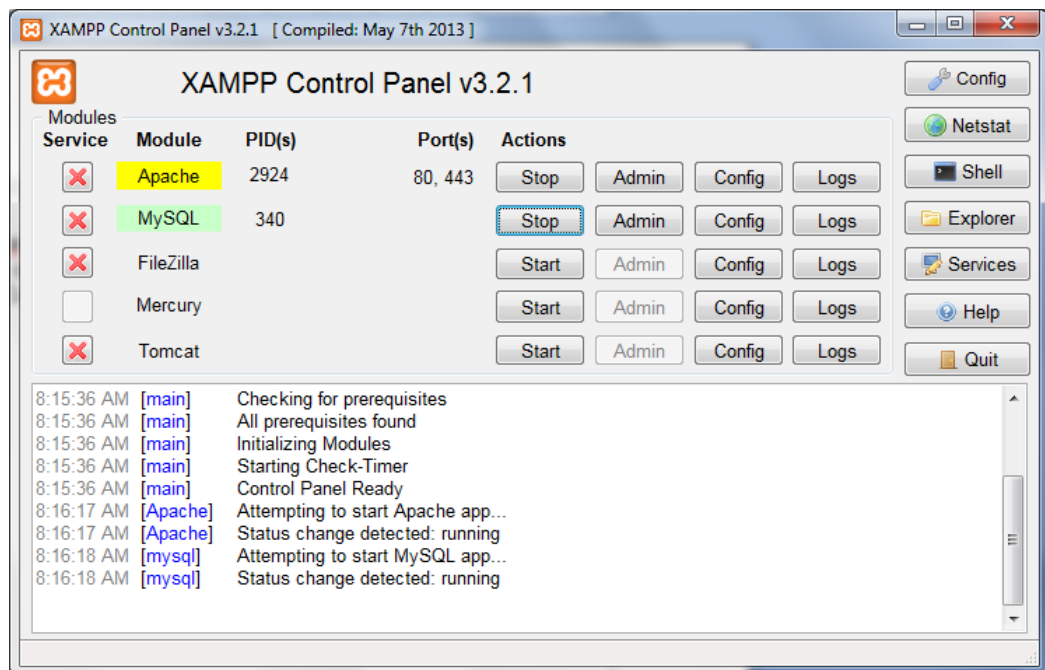 XAMPP Control Panel v3.2.1 [ Compiled: May 7th 2013 ]
XAMPP Control Panel v3.2.1
Config
Modules
Service Module PID(s) Port(s) Actions
Netstat
Apache 2924 80, 443 Stop Admin Config Logs
Shell
MySQL 340 Stop Admin Config Logs
Explorer
FileZilla Start Admin Config Logs
Services
Mercury Start Admin Config Logs
Help
Tomcat Start Admin Config Logs
Quit
8:15:36 AM [main] Checking for prerequisites
8:15:36 AM [main] All prerequisites found
8:15:36 AM [main] Initializing Modules
8:15:36 AM [main] Starting Check-Timer
8:15:36 AM [main] Control Panel Ready
8:16:17 AM [Apache] Attempting to start Apache app...
8:16:17 AM [Apache] Status change detected: running
8:16:18 AM [mysql] Attempting to start MySQL app...
8:16:18 AM [mysql] Status change detected: running